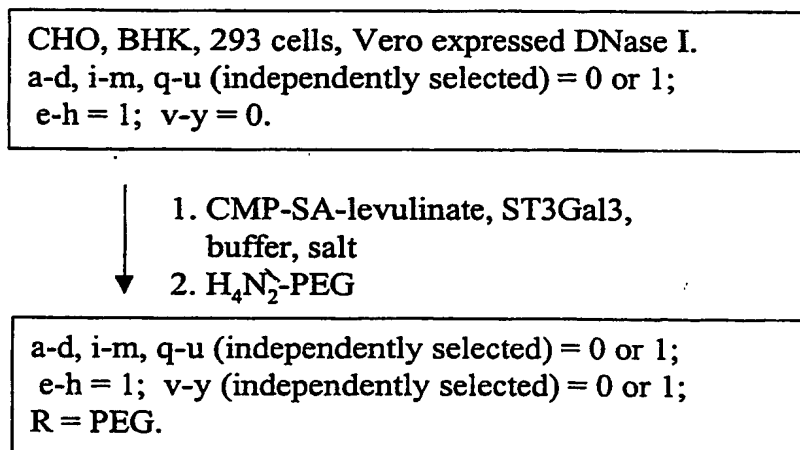 CHO, BHK, 293 cells, Vero expressed DNase I.
a-d, i-m, q-u (independently selected) = 0 or 1;
e-h = 1; v-y = 0.
1. CMP-SA-levulinate, ST3Gal3,
buffer, salt
2. H₄N₂-PEG
a-d, i-m, q-u (independently selected) = 0 or 1;
e-h = 1; v-y (independently selected) = 0 or 1;
R = PEG.